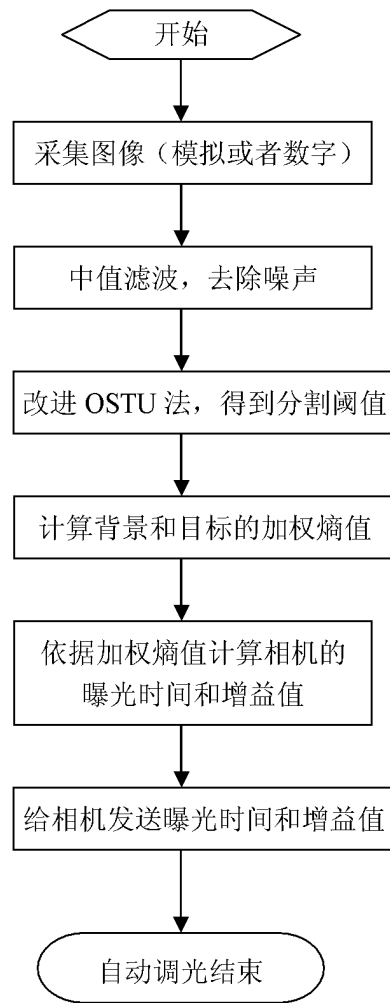 开始
采集图像（模拟或者数字）
中值滤波，去除噪声
改进 OSTU 法，得到分割阈值
计算背景和目标的加权熵值
依据加权熵值计算相机的
曝光时间和增益值
给相机发送曝光时间和增益值
自动调光结束